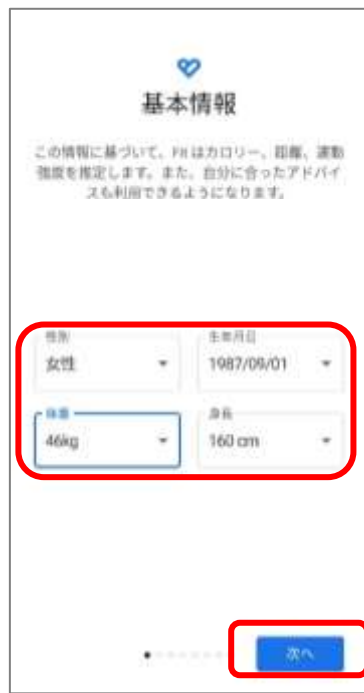 基本情報
この情報に基づいて、Fit はカロリー、距離、運動
強度を推定します。また、自分に合ったアドバイ
スも利用できるようになります。
性別
生年月日
女性
1987/09/01
体重
身長
46kg
160 cm
次へ